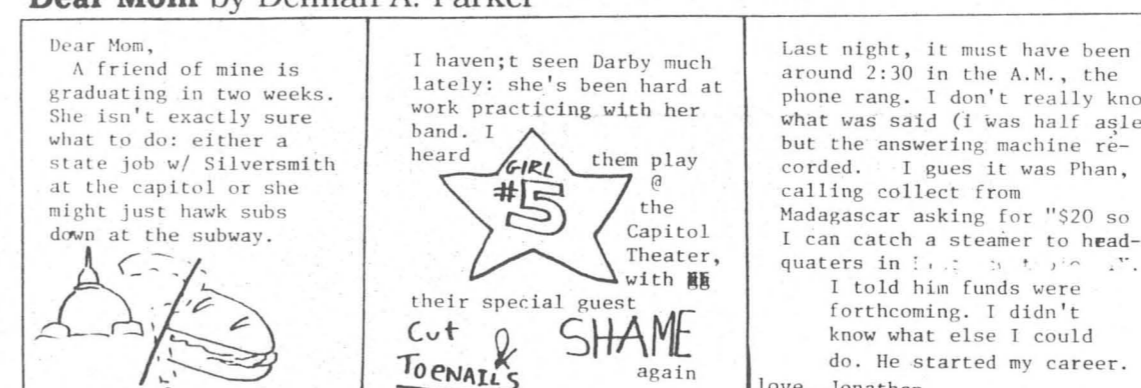 Dear Mom by
Dear Mom,
A friend of mine is
graduating in two weeks.
She isn't exactly sure
what to do: either a
state job w/ Silversmith
at the capitol or she
might just hawk subs
down at the subway.
I haven;t seen Darby much
lately: she's been hard at
work practicing with her
band. I
heard
GIRL
#5
them play
@
the
Capitol
Theater,
with
their special guest
Cut
&
TOENAILS
SHAME
again
Last night, it must have been
around 2:30 in the A.M., the
phone rang. I don't really kno
what was said (i was half asle
but the answering machine re-
corded. I gues it was Phan,
calling collect from
Madagascar asking for "$20 so
I can catch a steamer to head-
quaters in
I told him funds were
forthcoming. I didn't
know what else I could
do. He started my career.
love, Jonathan